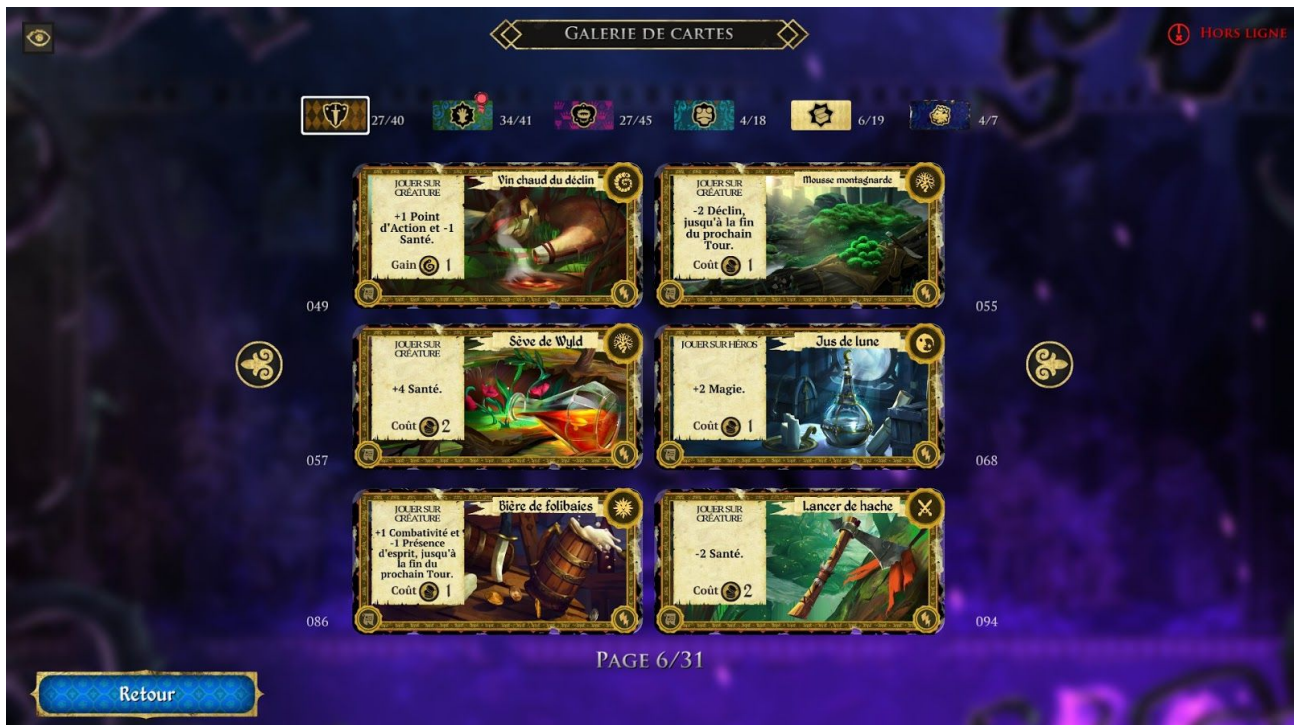 GALERIE DE CARTES
HORS LIGNE
27/40
34/41
27/45
4/18
6/19
4/7
JOUER SUR
CRÉATURE
Vin chaud du déclin
+1 Point
d'Action et -1
Santé.
Gain 1
049
JOUER SUR
CRÉATURE
Mousse montagnarde
-2 Déclin,
jusqu'à la fin
du prochain
Tour.
Coût 1
055
JOUER SUR
CRÉATURE
Sève de Wyld
+4 Santé.
Coût 2
057
JOUER SUR HÉROS
Jus de lune
+2 Magie.
Coût 1
068
JOUER SUR
CRÉATURE
Bière de folibaies
+1 Combativité et
-1 Présence
d'esprit, jusqu'à
la fin du
prochain Tour.
Coût 1
086
JOUER SUR
CRÉATURE
Lancer de hache
-2 Santé.
Coût 2
094
PAGE 6/31
Retour